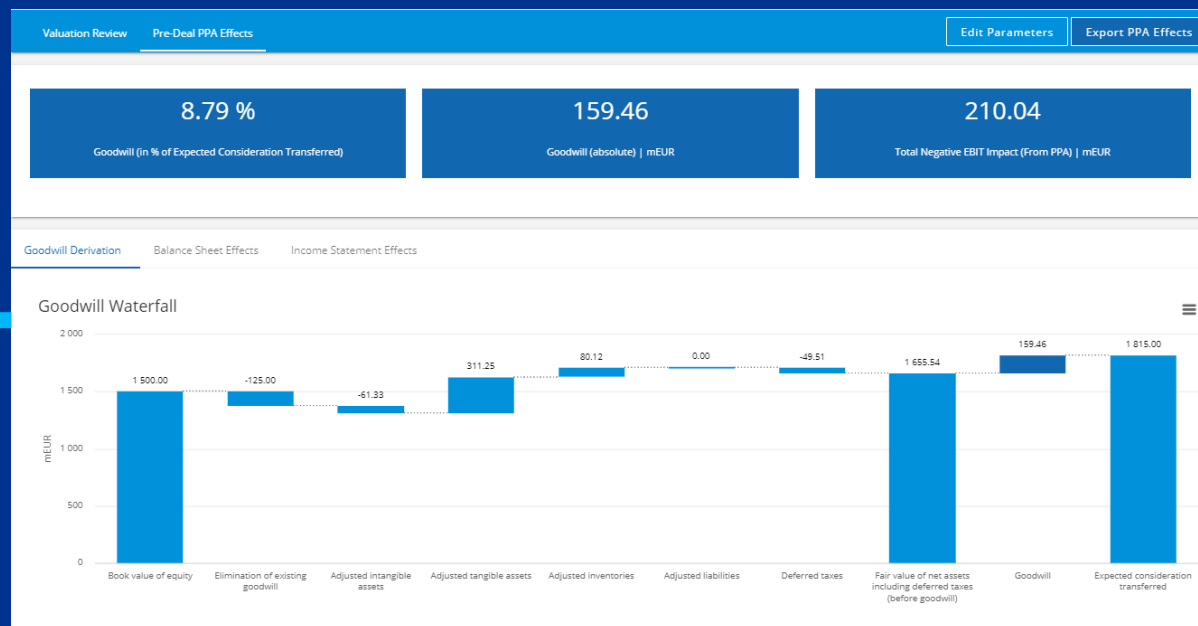 Valuation Review
Pre-Deal PPA Effects
Edit Parameters
Export PPA Effects
8.79 %
Goodwill (in % of Expected Consideration Transferred)
159.46
Goodwill (absolute) | mEUR
210.04
Total Negative EBIT Impact (From PPA) | mEUR
Goodwill Derivation
Balance Sheet Effects
Income Statement Effects
Goodwill Waterfall
mEUR
2 000
1 500
1 000
500
0
1 500.00
-125.00
-61.33
311.25
80.12
0.00
-49.51
1 655.54
159.46
1 815.00
Book value of equity
Elimination of existing
goodwill
Adjusted intangible
assets
Adjusted tangible assets
Adjusted inventories
Adjusted liabilities
Deferred taxes
Fair value of net assets
including deferred taxes
(before goodwill)
Goodwill
Expected consideration
transferred